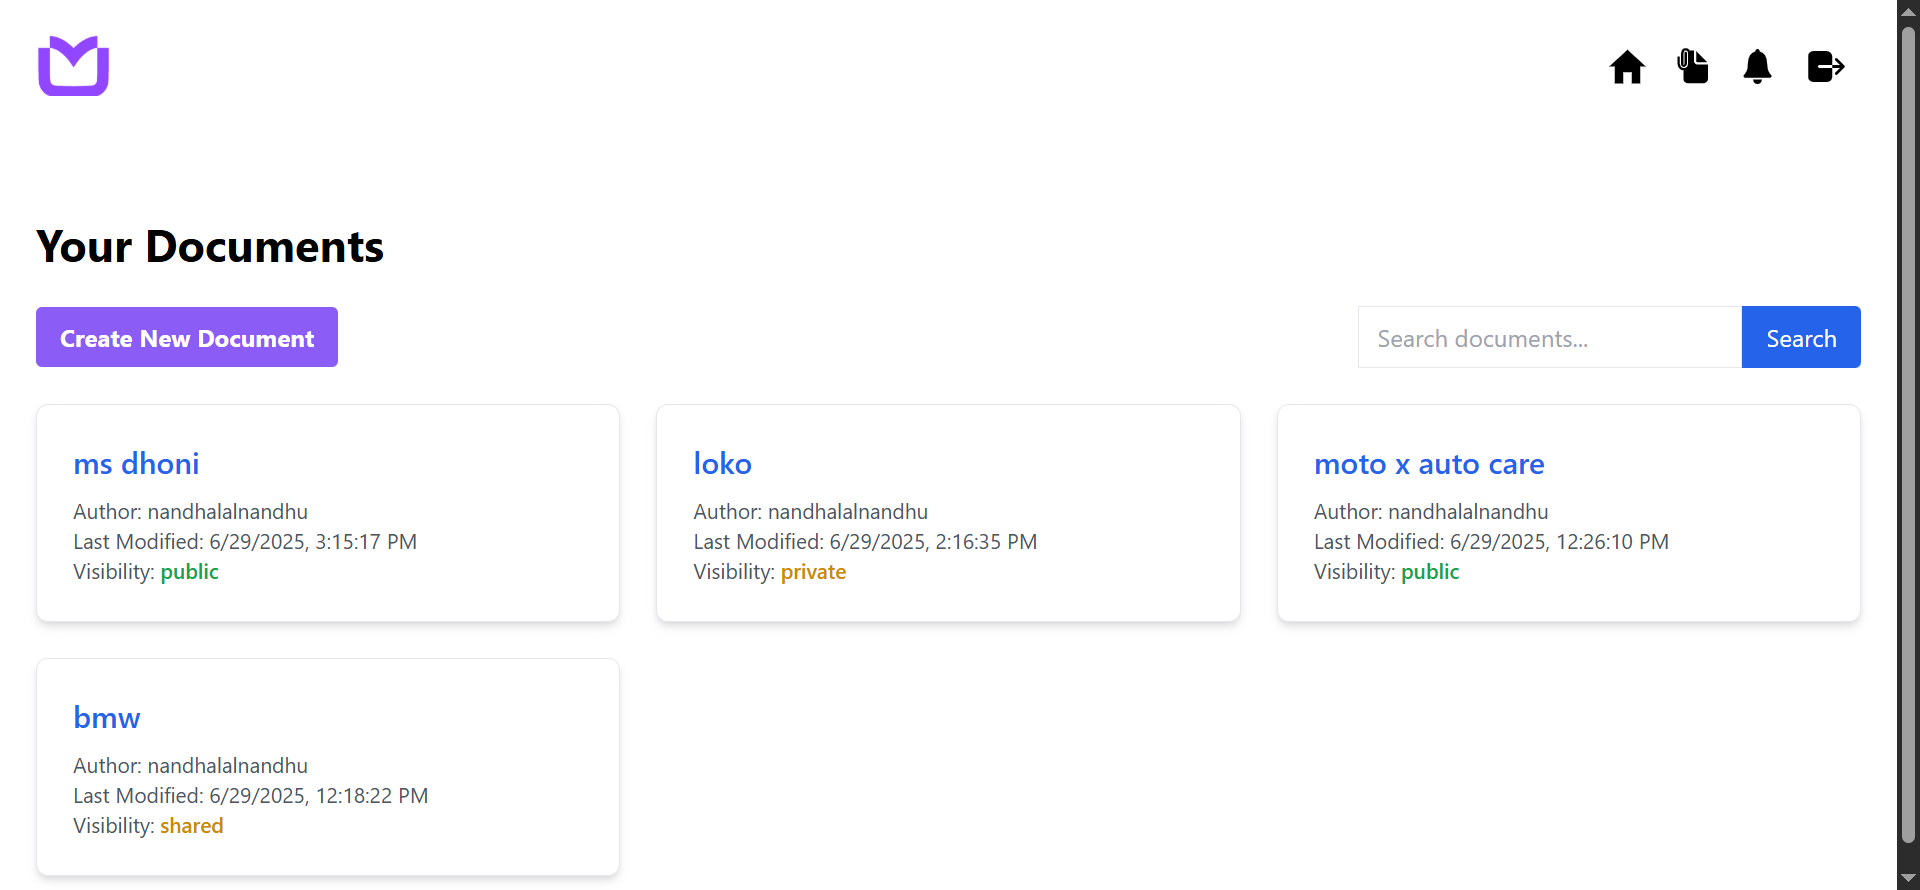 Your Documents
Create New Document
Search documents...
Search
ms dhoni
Author: nandhalalnandhu
Last Modified: 6/29/2025, 3:15:17 PM
Visibility: public
loko
Author: nandhalalnandhu
Last Modified: 6/29/2025, 2:16:35 PM
Visibility: private
moto x auto care
Author: nandhalalnandhu
Last Modified: 6/29/2025, 12:26:10 PM
Visibility: public
bmw
Author: nandhalalnandhu
Last Modified: 6/29/2025, 12:18:22 PM
Visibility: shared